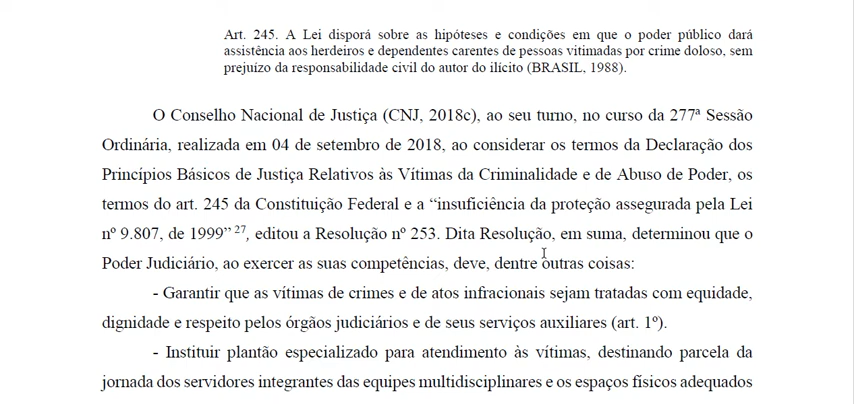 Art. 245. A Lei disporá sobre as hipóteses e condições em que o poder público dará
assistência aos herdeiros e dependentes carentes de pessoas vitimadas por crime doloso, sem
prejuízo da responsabilidade civil do autor do ilícito (BRASIL, 1988).
O Conselho Nacional de Justiça (CNJ, 2018c), ao seu turno, no curso da 277ª Sessão
Ordinária, realizada em 04 de setembro de 2018, ao considerar os termos da Declaração dos
Princípios Básicos de Justiça Relativos às Vítimas da Criminalidade e de Abuso de Poder, os
termos do art. 245 da Constituição Federal e a “insuficiência da proteção assegurada pela Lei
nº 9.807, de 1999” 27, editou a Resolução nº 253. Dita Resolução, em suma, determinou que o
Poder Judiciário, ao exercer as suas competências, deve, dentre outras coisas:
- Garantir que as vítimas de crimes e de atos infracionais sejam tratadas com equidade,
dignidade e respeito pelos órgãos judiciários e de seus serviços auxiliares (art. 1º).
- Instituir plantão especializado para atendimento às vítimas, destinando parcela da
jornada dos servidores integrantes das equipes multidisciplinares e os espaços físicos adequados